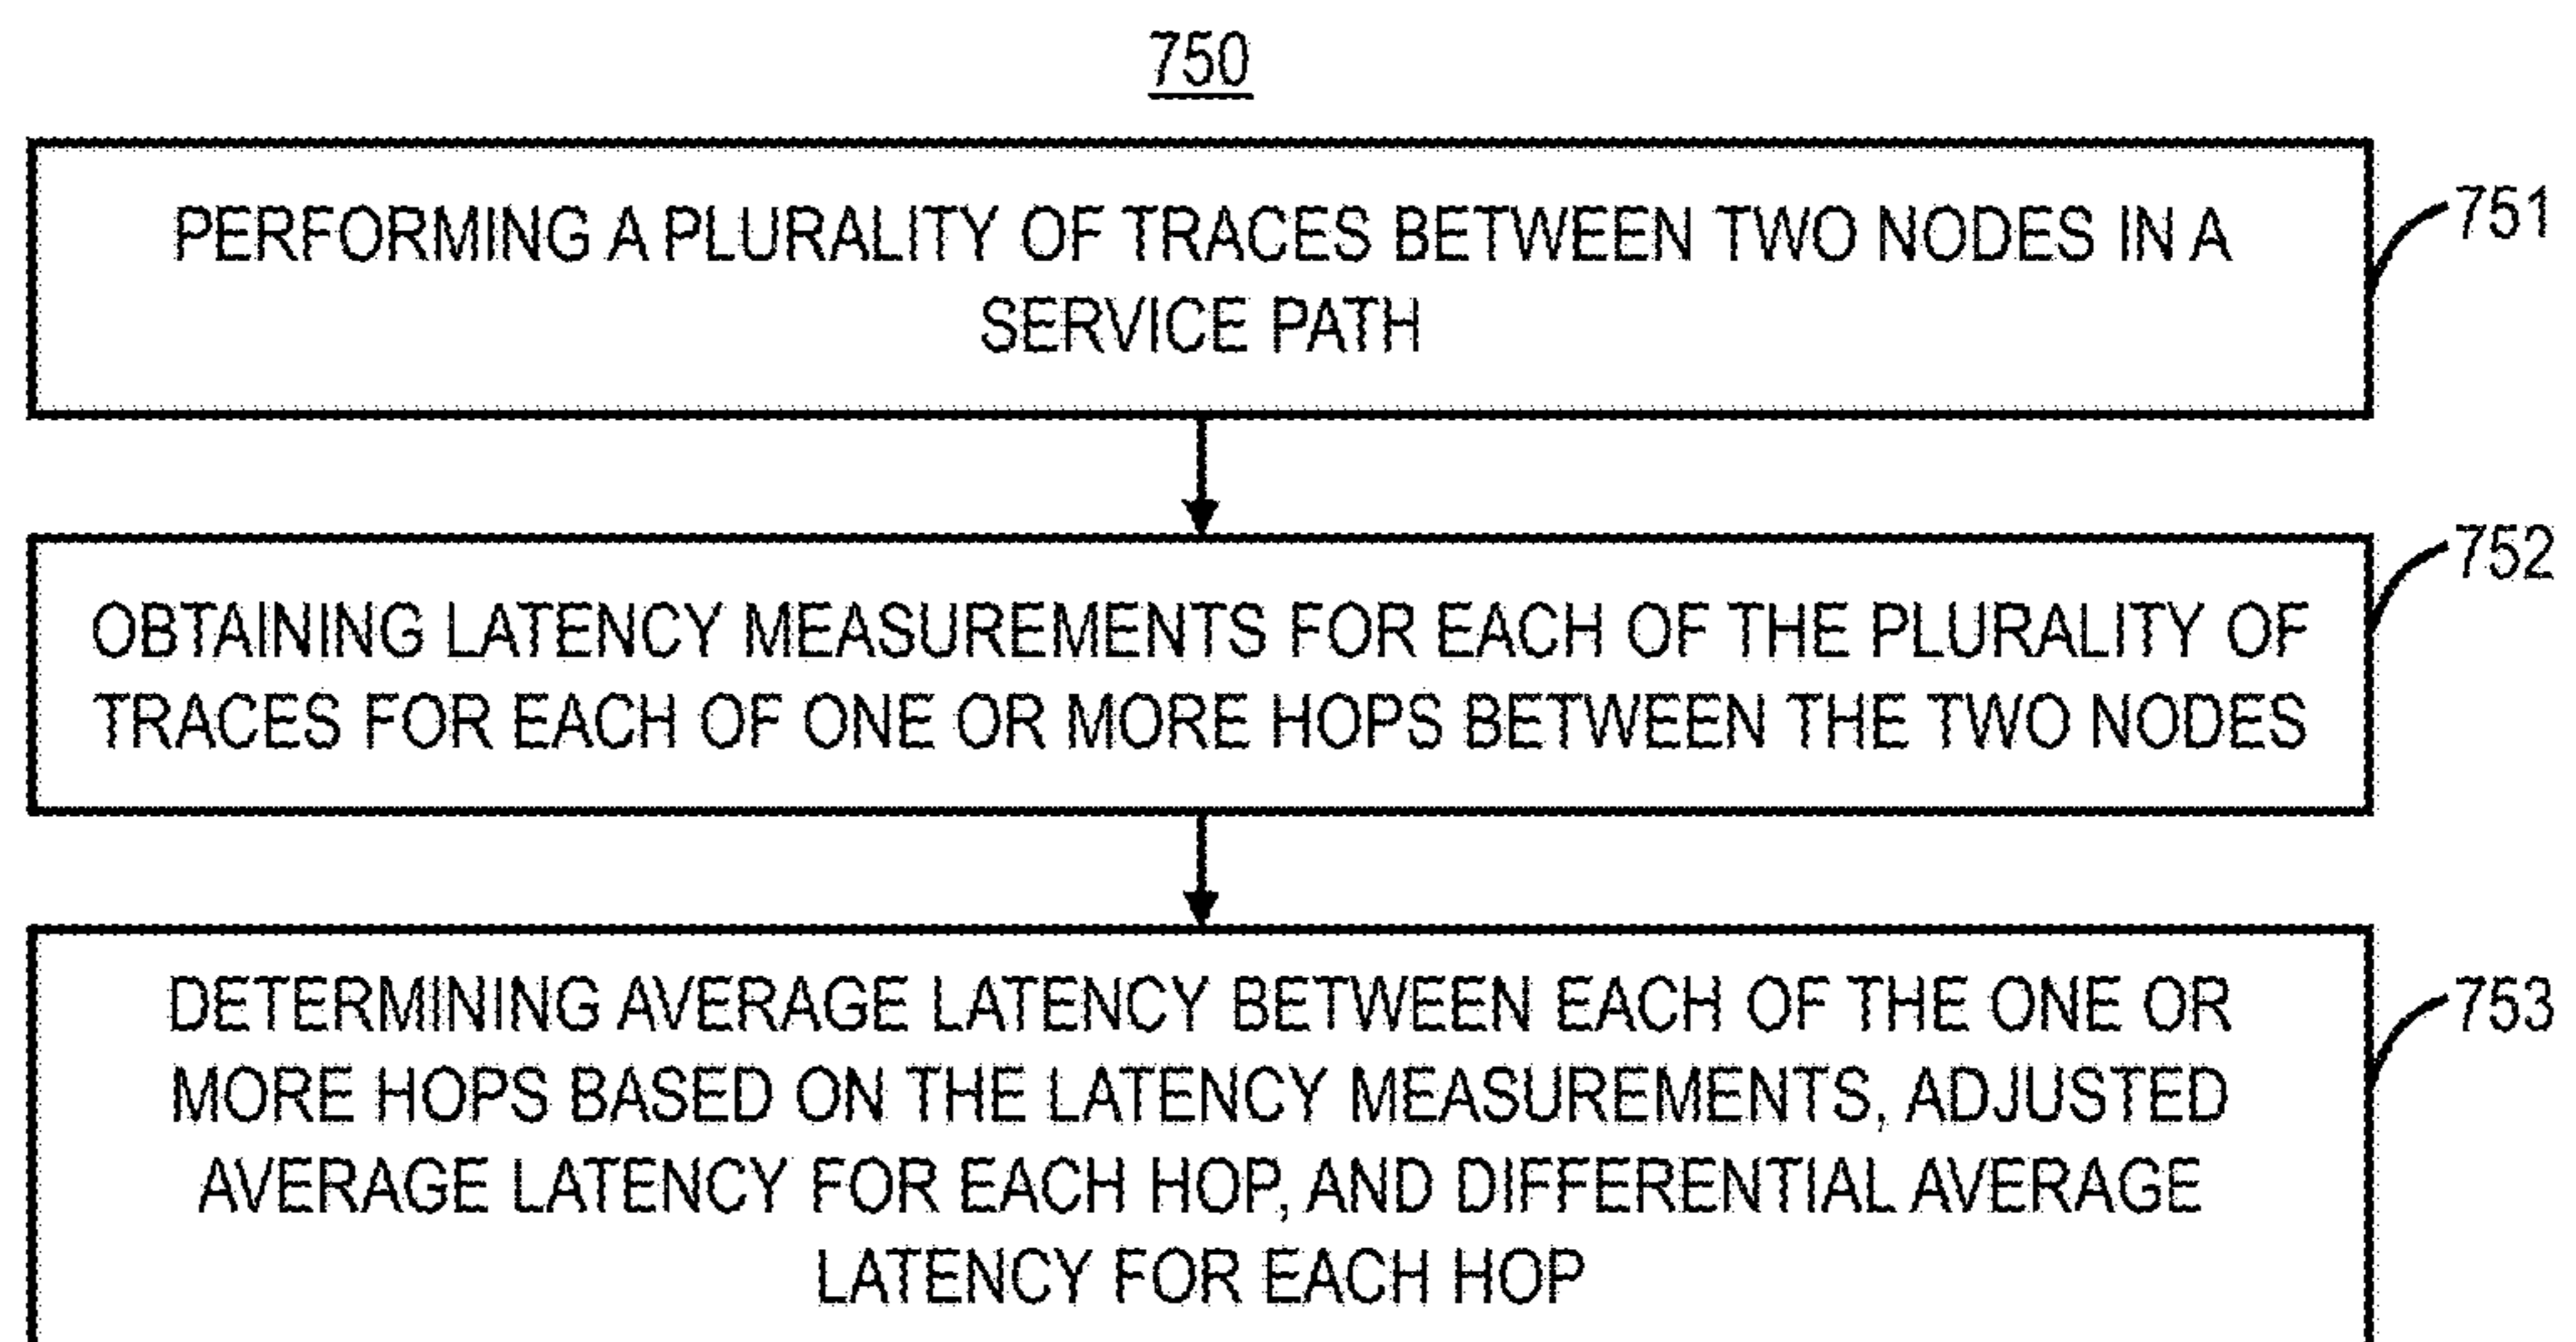 750
PERFORMING A PLURALITY OF TRACES BETWEEN TWO NODES IN A
SERVICE PATH
751
OBTAINING LATENCY MEASUREMENTS FOR EACH OF THE PLURALITY OF
TRACES FOR EACH OF ONE OR MORE HOPS BETWEEN THE TWO NODES
752
DETERMINING AVERAGE LATENCY BETWEEN EACH OF THE ONE OR
MORE HOPS BASED ON THE LATENCY MEASUREMENTS, ADJUSTED
AVERAGE LATENCY FOR EACH HOP, AND DIFFERENTIAL AVERAGE
LATENCY FOR EACH HOP
753